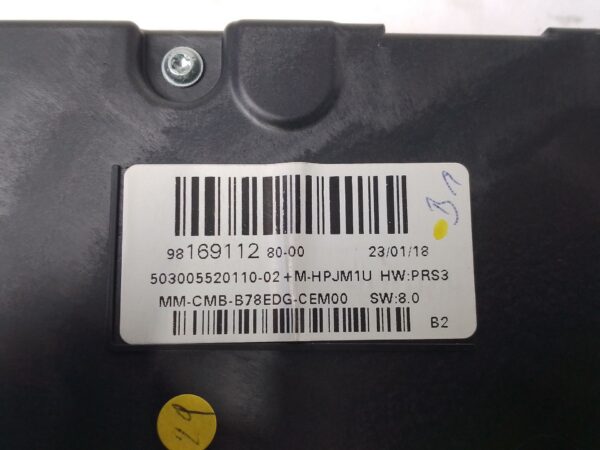 98169112 80-00 23/01/18
503005520110-02+M-HPJM1U HW:PRS3
MM-CMB-B78EDG-CEM00 SW:8.0
B2
29